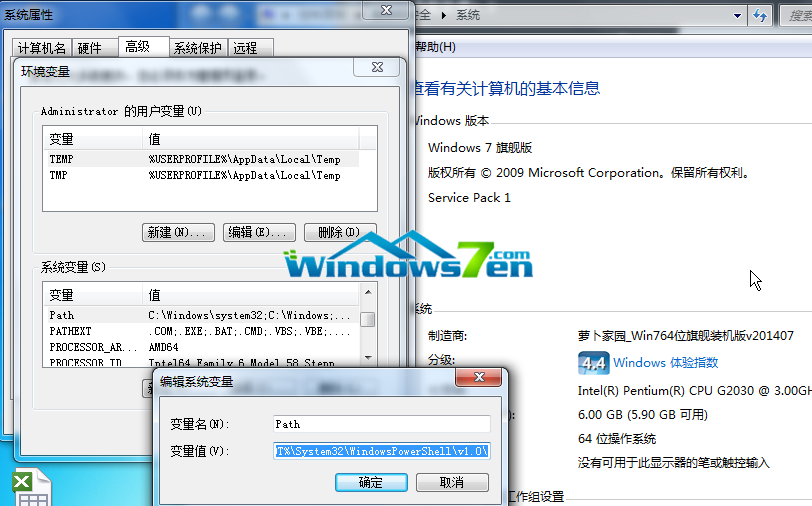 系统属性
计算机名 硬件 高级 系统保护 远程
环境变量
Administrator 的用户变量(U)
变量 值
TEMP %USERPROFILE%\AppData\Local\Temp
TMP %USERPROFILE%\AppData\Local\Temp
新建(N)... 编辑(E)... 删除(D)
系统变量(S)
变量 值
Path C:\Windows\system32;C:\Windows;...
PATHEXT .COM;.EXE;.BAT;.CMD;.VBS;.VBE;....
PROCESSOR_AR... AMD64
PROCESSOR_ID Intel64 Family 6 Model 58 Stepp
编辑系统变量
变量名(N): Path
变量值(V): T%\System32\WindowsPowerShell\v1.0\
确定 取消
安全 ▸ 系统
搜索
帮助(H)
查看有关计算机的基本信息
Windows 版本
Windows 7 旗舰版
版权所有 © 2009 Microsoft Corporation。保留所有权利。
Service Pack 1
Windows7en.com
系统
制造商: 萝卜家园_Win764位旗舰装机版v201407
分级: 4.4 Windows 体验指数
Intel(R) Pentium(R) CPU G2030 @ 3.00GH
6.00 GB (5.90 GB 可用)
64 位操作系统
没有可用于此显示器的笔或触控输入
工作组设置